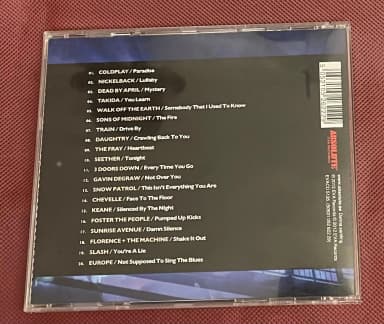 01. COLDPLAY / Paradise
02. NICKELBACK / Lullaby
03. DEAD BY APRIL / Mystery
04. TAKIDA / You Learn
05. WALK OFF THE EARTH / Somebody That I Used To Know
06. SONS OF MIDNIGHT / The Fire
07. TRAIN / Drive By
08. DAUGHTRY / Crawling Back To You
09. THE FRAY / Heartbeat
10. SEETHER / Tonight
11. 3 DOORS DOWN / Every Time You Go
12. GAVIN DEGRAW / Not Over You
13. SNOW PATROL / This Isn't Everything You Are
14. CHEVELLE / Face To The Floor
15. KEANE / Silenced By The Night
16. FOSTER THE PEOPLE / Pumped Up Kicks
17. SUNRISE AVENUE / Damn Silence
18. FLORENCE + THE MACHINE / Shake It Out
19. SLASH / You're A Lie
20. EUROPE / Not Supposed To Sing The Blues
ABSOLUTE